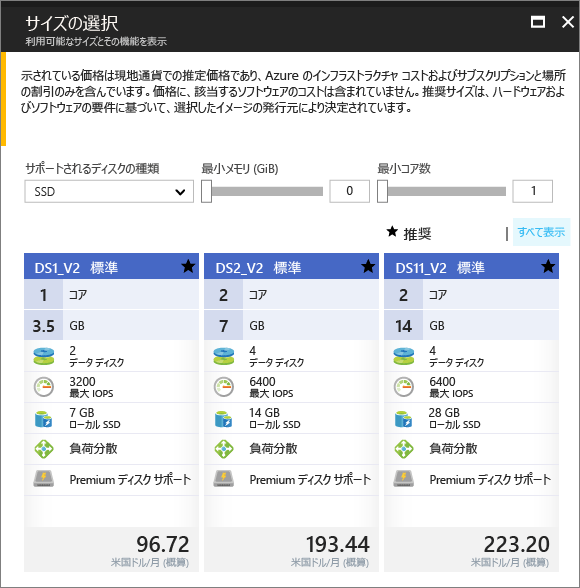 サイズの選択
利用可能なサイズとその機能を表示
示されている価格は現地通貨での推定価格であり、Azure のインフラストラクチャ コストおよびサブスクリプションと場所
の割引のみを含んでいます。価格に、該当するソフトウェアのコストは含まれていません。推奨サイズは、ハードウェアおよ
びソフトウェアの要件に基づいて、選択したイメージの発行元により決定されています。
サポートされるディスクの種類 最小メモリ (GiB) 最小コア数
SSD 0 1
★ 推奨 | すべて表示
DS1_V2 標準 ★ DS2_V2 標準 ★ DS11_V2 標準 ★
1 コア 2 コア 2 コア
3.5 GB 7 GB 14 GB
2 4 4
データ ディスク データ ディスク データ ディスク
3200 6400 6400
最大 IOPS 最大 IOPS 最大 IOPS
7 GB 14 GB 28 GB
ローカル SSD ローカル SSD ローカル SSD
負荷分散 負荷分散 負荷分散
Premium ディスク サポート Premium ディスク サポート Premium ディスク サポート
96.72 193.44 223.20
米国ドル/月 (概算) 米国ドル/月 (概算) 米国ドル/月 (概算)